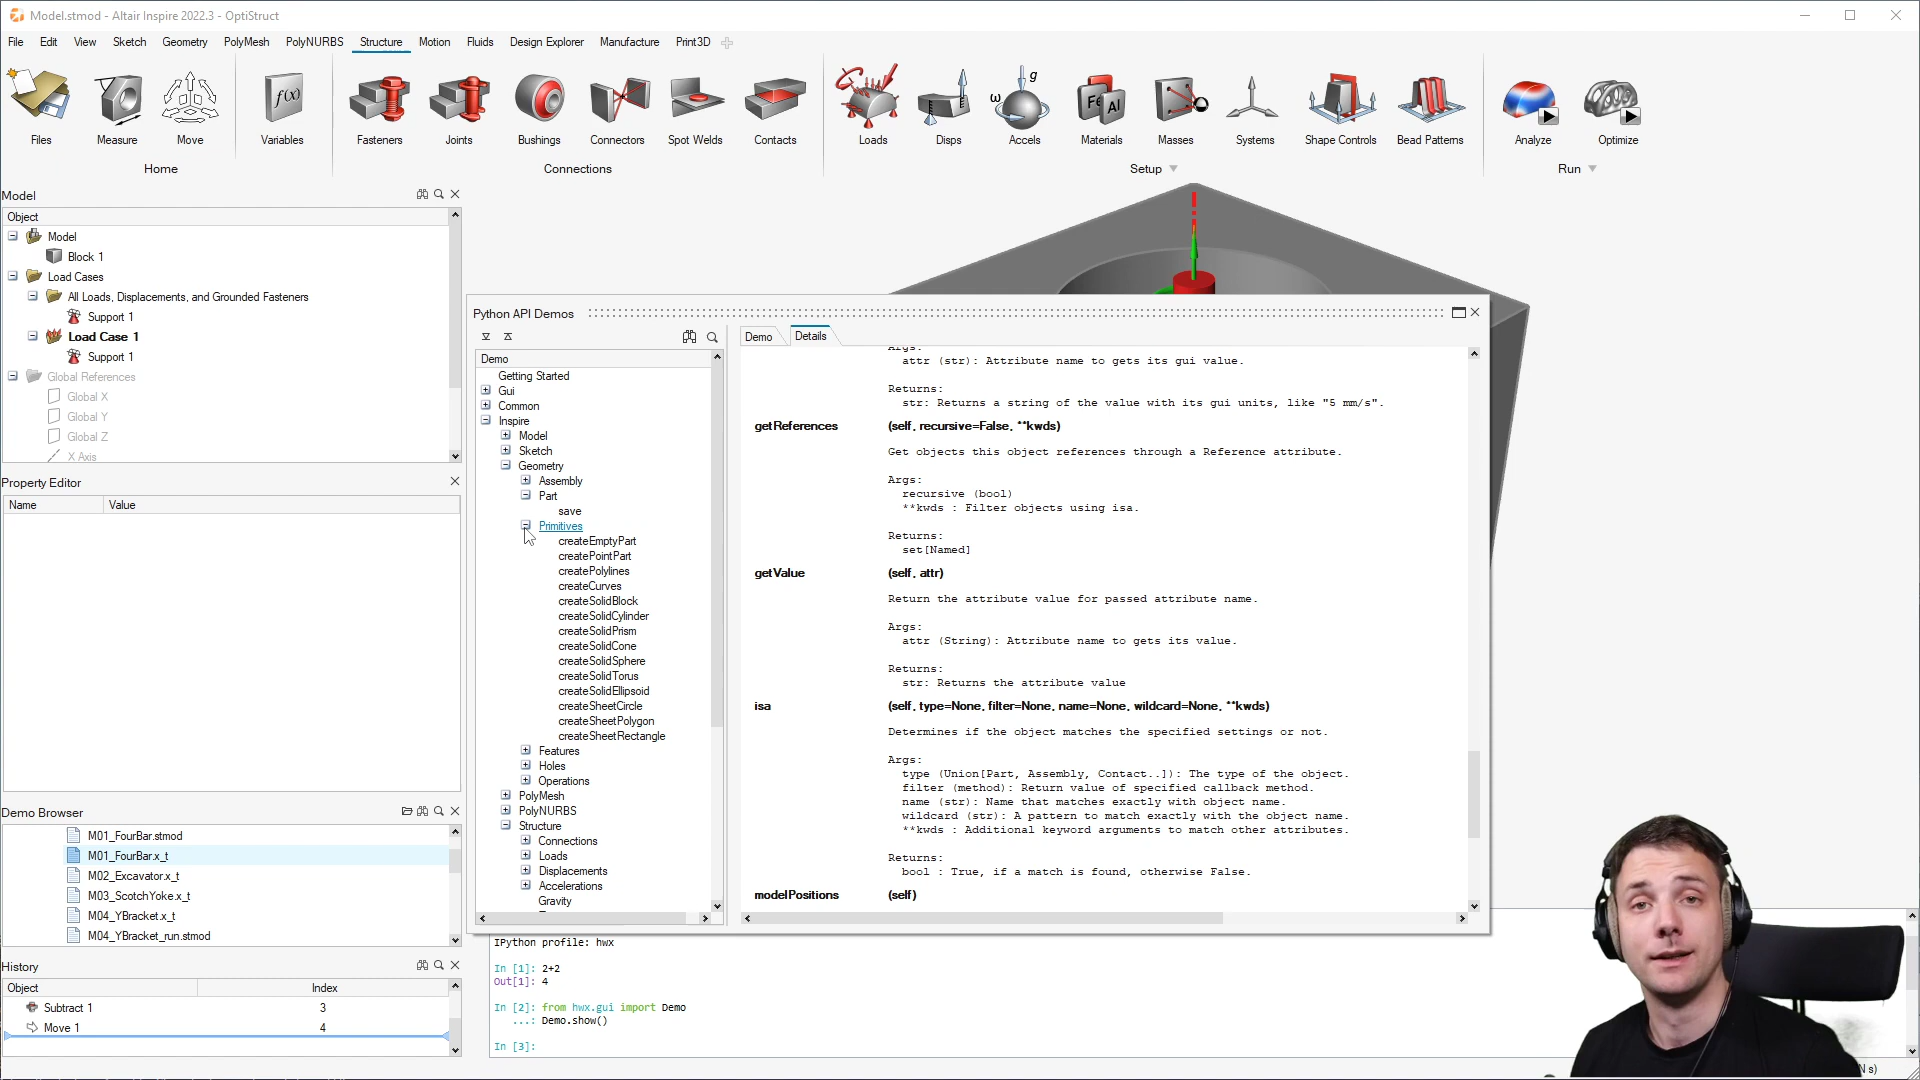 Model.stmod - Altair Inspire 2022.3 - OptiStruct
File Edit View Sketch Geometry PolyMesh PolyNURBS Structure Motion Fluids Design Explorer Manufacture Print3D
Files Measure Move Variables Fasteners Joints Bushings Connectors Spot Welds Contacts Loads Disps Accels Materials Masses Systems Shape Controls Bead Patterns Analyze Optimize
Home Connections Setup Run
Model
Object
Model
Block 1
Load Cases
All Loads, Displacements, and Grounded Fasteners
Support 1
Load Case 1
Support 1
Global References
Global X
Global Y
Global Z
X Axis
Property Editor
Name Value
Demo Browser
M01_FourBar.stmod
M01_FourBar.x_t
M02_Excavator.x_t
M03_ScotchYoke.x_t
M04_YBracket.x_t
M04_YBracket_run.stmod
History
Object Index
Subtract 1 3
Move 1 4
Python API Demos
Demo
Getting Started
Gui
Common
Inspire
Model
Sketch
Geometry
Assembly
Part
save
Primitives
createEmptyPart
createPointPart
createPolylines
createCurves
createSolidBlock
createSolidCylinder
createSolidPrism
createSolidCone
createSolidSphere
createSolidTorus
createSolidEllipsoid
createSheetCircle
createSheetPolygon
createSheetRectangle
Features
Holes
Operations
PolyMesh
PolyNURBS
Structure
Connections
Loads
Displacements
Accelerations
Gravity
Demo Details
Args:
attr (str): Attribute name to gets its gui value.
Returns:
str: Returns a string of the value with its gui units, like "5 mm/s".
getReferences (self, recursive=False, **kwds)
Get objects this object references through a Reference attribute.
Args:
recursive (bool)
**kwds : Filter objects using isa.
Returns:
set[Named]
getValue (self, attr)
Return the attribute value for passed attribute name.
Args:
attr (String): Attribute name to gets its value.
Returns:
str: Returns the attribute value
isa (self, type=None, filter=None, name=None, wildcard=None, **kwds)
Determines if the object matches the specified settings or not.
Args:
type (Union[Part, Assembly, Contact..]): The type of the object.
filter (method): Return value of specified callback method.
name (str): Name that matches exactly with object name.
wildcard (str): A pattern to match exactly with the object name.
**kwds : Additional keyword arguments to match other attributes.
Returns:
bool : True, if a match is found, otherwise False.
modelPositions (self)
IPython profile: hwx
In [1]: 2+2
Out[1]: 4
In [2]: from hwx.gui import Demo
...: Demo.show()
In [3]:
f(x)
Fe
Al
g
ω